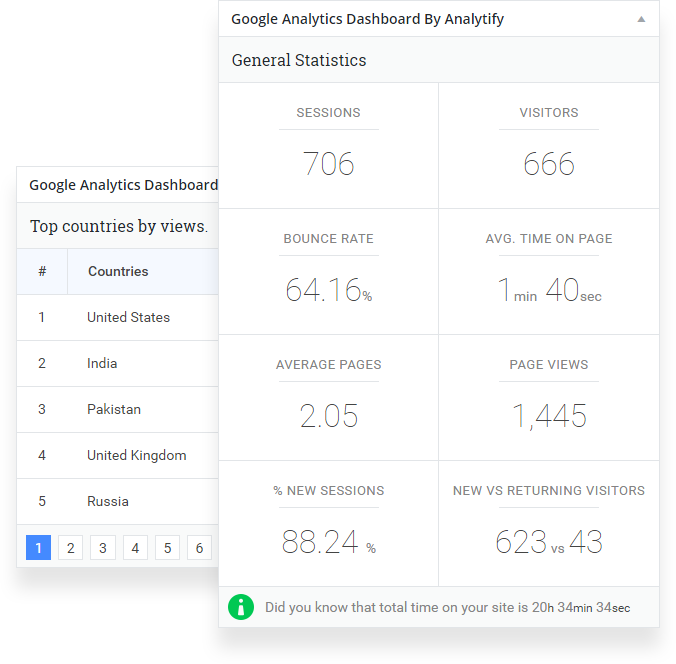 Google Analytics Dashboard By Analytify
General Statistics
SESSIONS
706
VISITORS
666
BOUNCE RATE
64.16%
AVG. TIME ON PAGE
1 min 40 sec
AVERAGE PAGES
2.05
PAGE VIEWS
1,445
% NEW SESSIONS
88.24 %
NEW VS RETURNING VISITORS
623 vs 43
Did you know that total time on your site is 20h 34min 34sec
Google Analytics Dashboard
Top countries by views.
# Countries
1 United States
2 India
3 Pakistan
4 United Kingdom
5 Russia
1 2 3 4 5 6